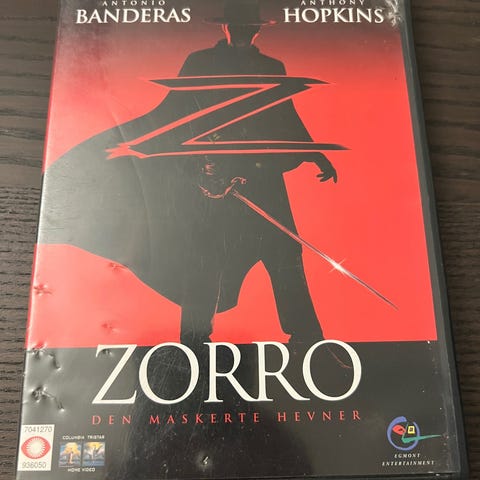 ANTONIO ANTHONY
BANDERAS HOPKINS
Z
ZORRO
DEN MASKERTE HEVNER
7041270
936050
COLUMBIA TRISTAR
HOME VIDEO
EGMONT
ENTERTAINMENT